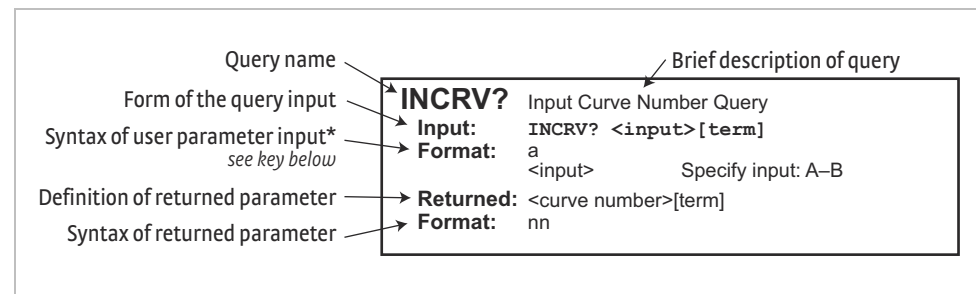 Query name
Brief description of query
Form of the query input
Syntax of user parameter input*
see key below
Definition of returned parameter
Syntax of returned parameter
INCRV? Input Curve Number Query
Input: INCRV? <input>[term]
Format: a
<input> Specify input: A–B
Returned: <curve number>[term]
Format: nn